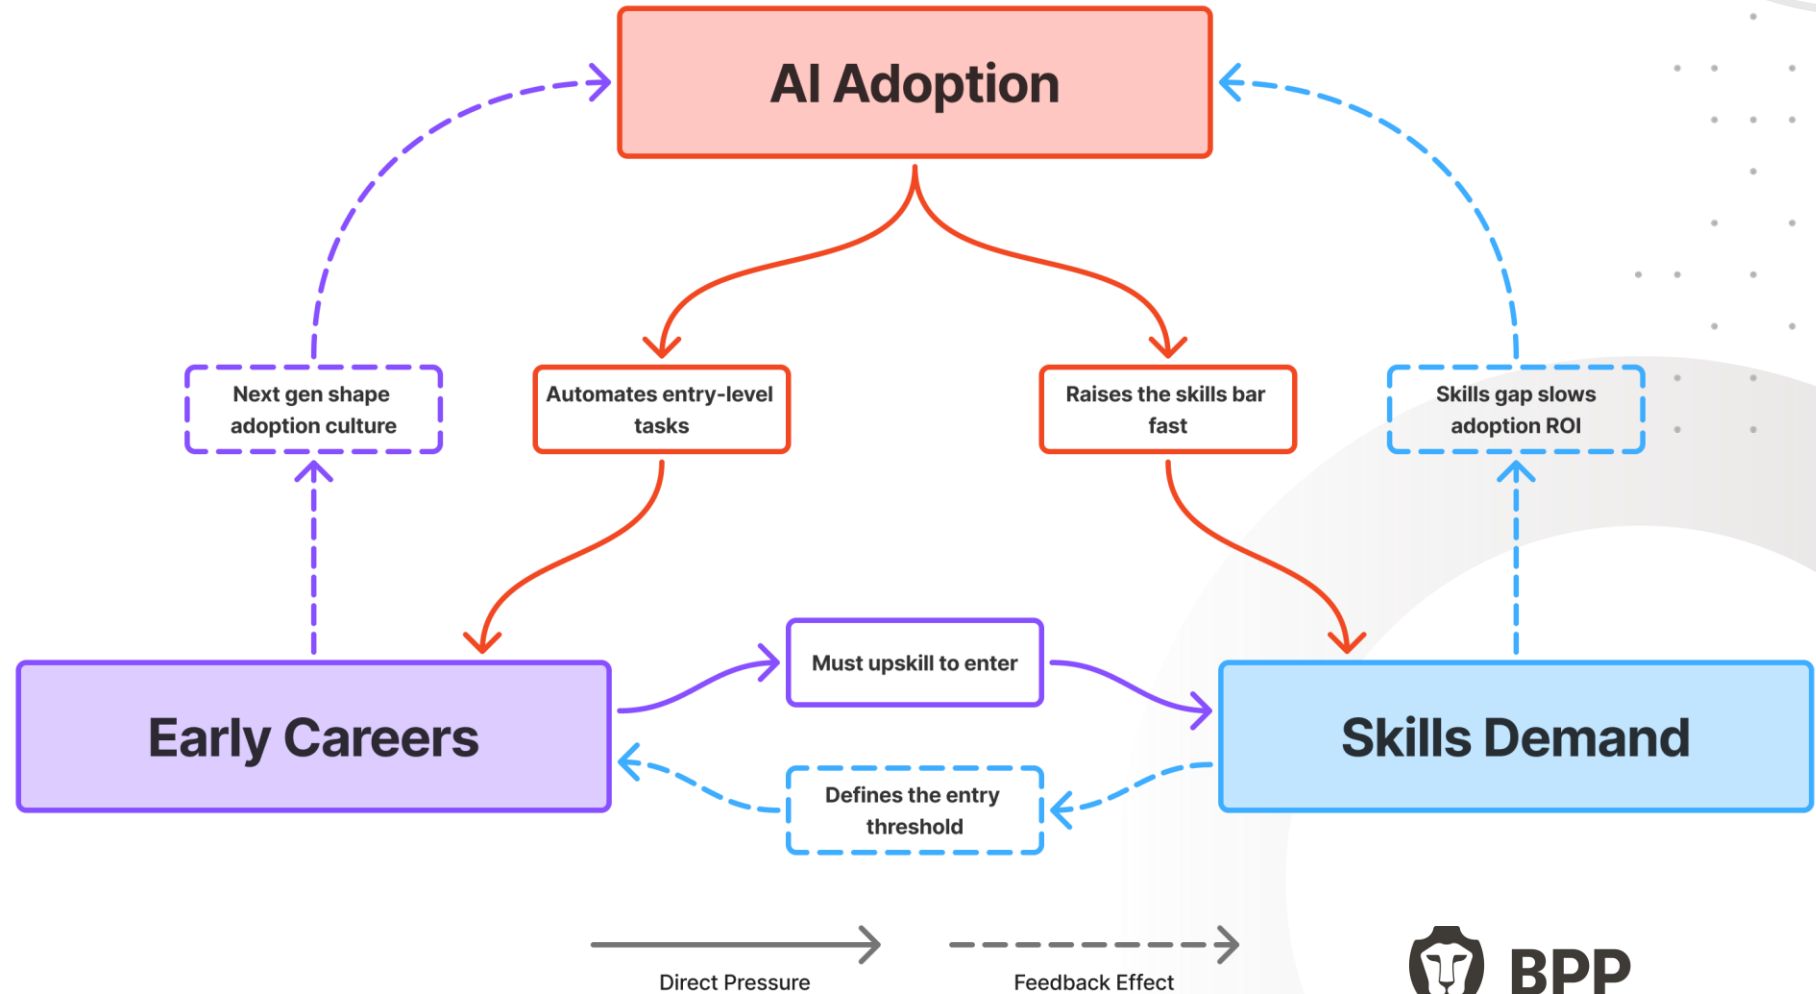 AI Adoption
Next gen shape
adoption culture
Automates entry-level
tasks
Raises the skills bar
fast
Skills gap slows
adoption ROI
Must upskill to enter
Early Careers
Skills Demand
Defines the entry
threshold
Direct Pressure
Feedback Effect
BPP